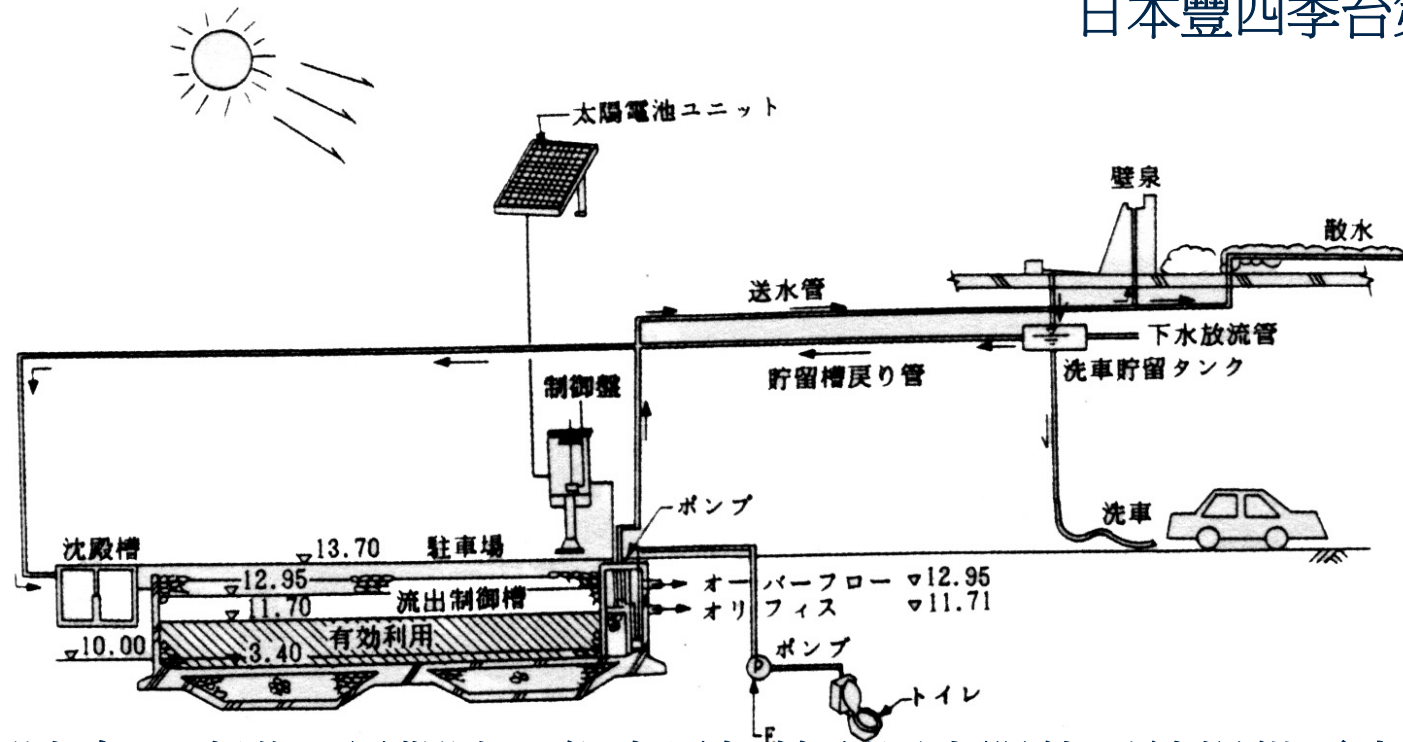 日本豐四季台
太陽電池ユニット
壁泉
散水
送水管
下水放流管
貯留槽戻り管
洗車貯留タンク
制御盤
ポンプ
洗車
沈殿槽
13.70
駐車場
12.95
流出制御槽
オーバーフロー ▽12.95
11.70
オリフィス ▽11.71
有効利用
10.00
3.40
ポンプ
P
トイレ